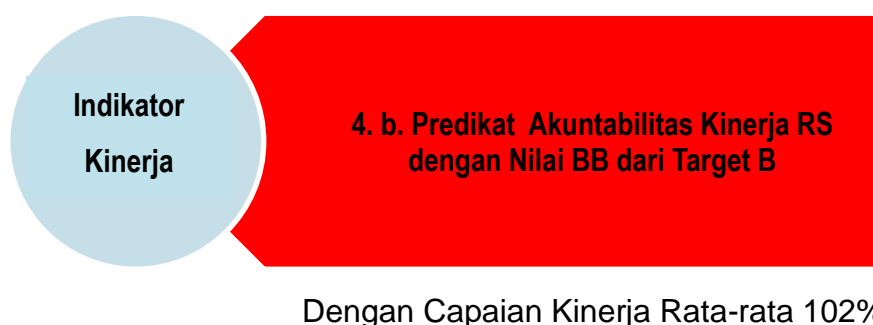 Indikator
Kinerja
4. b. Predikat Akuntabilitas Kinerja RS
dengan Nilai BB dari Target B
Dengan Capaian Kinerja Rata-rata 102%